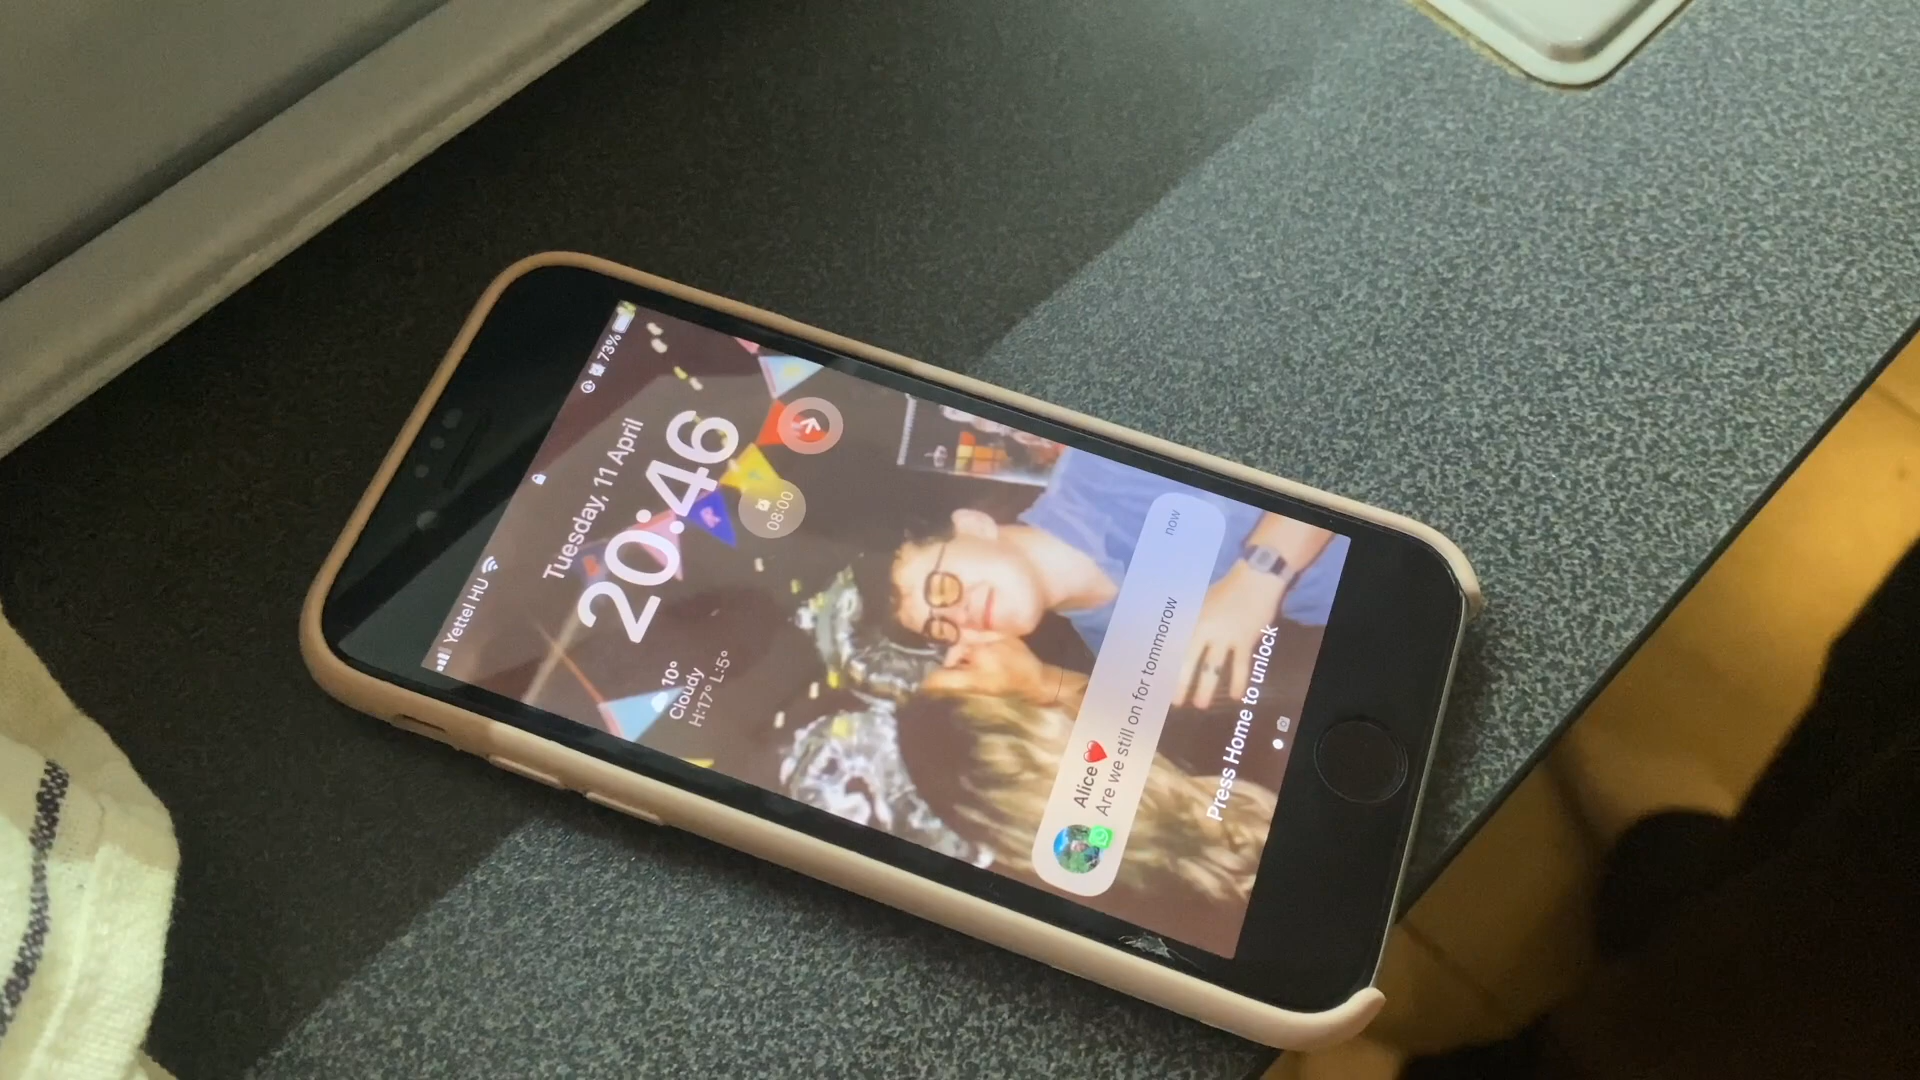 Yettel HU 73%
Tuesday, 11 April
20:46
10°
Cloudy
H:17° L:5°
08:00
Alice❤️ now
Are we still on for tommorow
Press Home to unlock